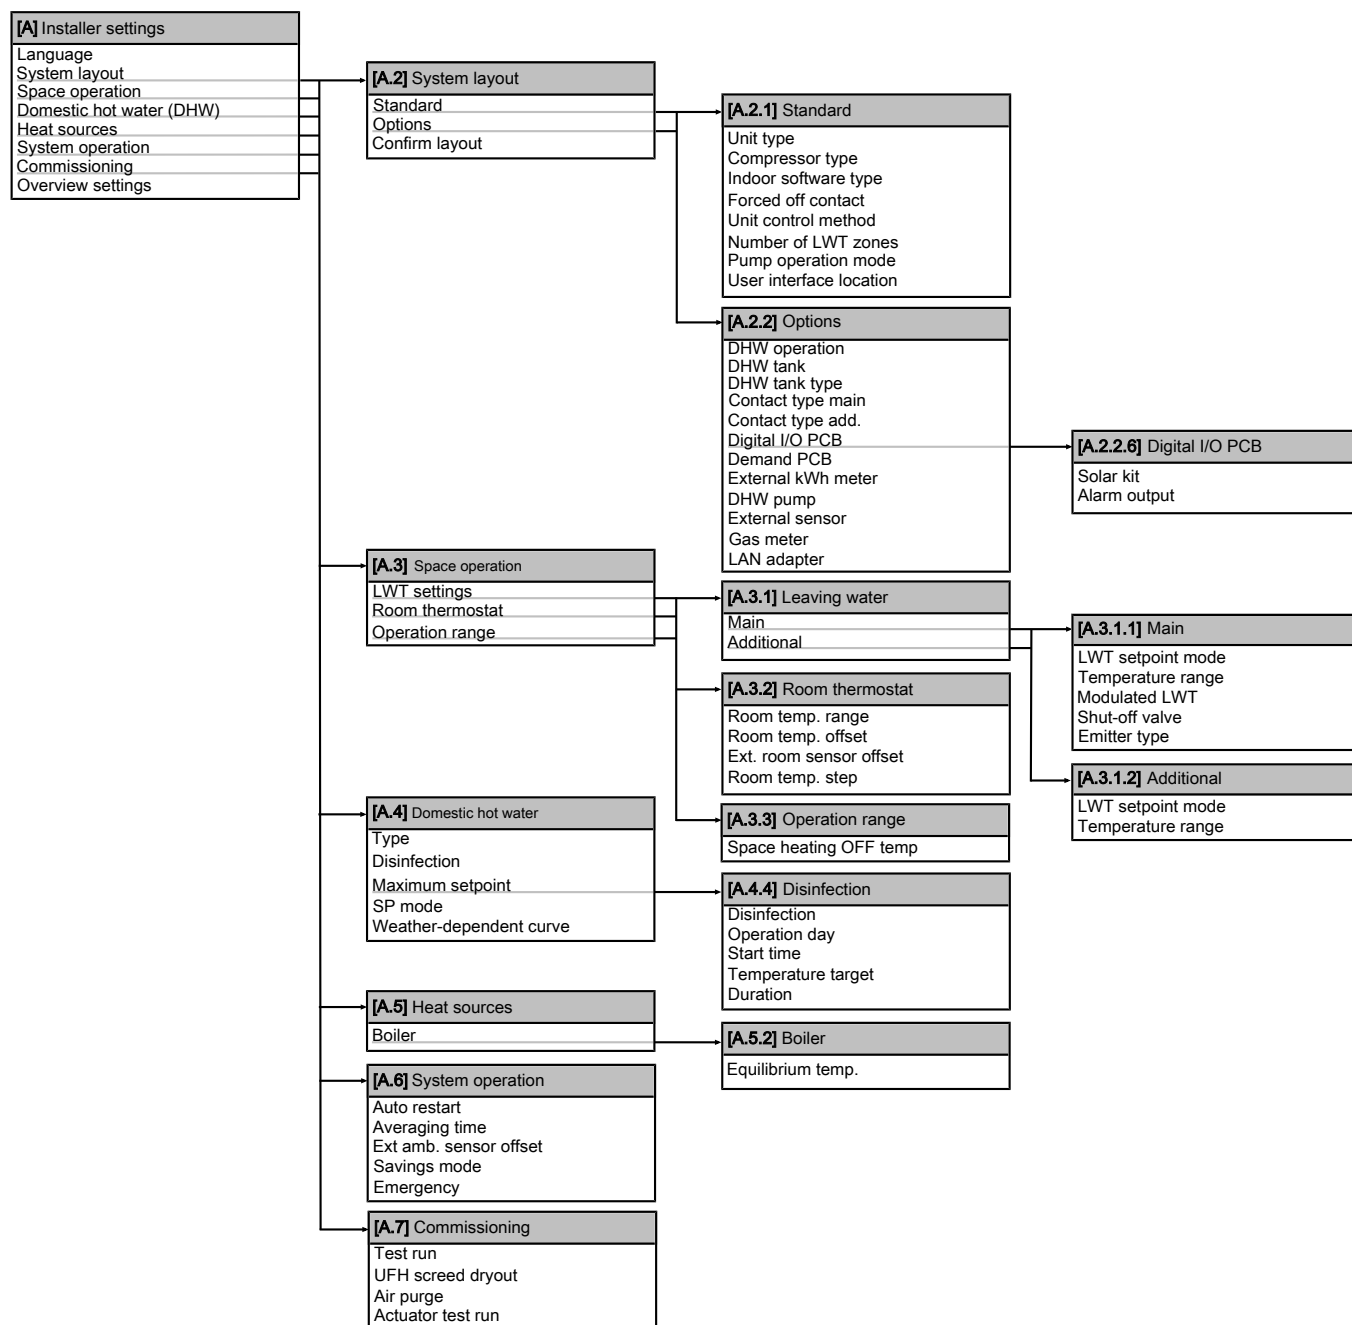 [A] Installer settings
Language
System layout
Space operation
Domestic hot water (DHW)
Heat sources
System operation
Commissioning
Overview settings
[A.2] System layout
Standard
Options
Confirm layout
[A.2.1] Standard
Unit type
Compressor type
Indoor software type
Forced off contact
Unit control method
Number of LWT zones
Pump operation mode
User interface location
[A.2.2] Options
DHW operation
DHW tank
DHW tank type
Contact type main
Contact type add.
Digital I/O PCB
Demand PCB
External kWh meter
DHW pump
External sensor
Gas meter
LAN adapter
[A.2.2.6] Digital I/O PCB
Solar kit
Alarm output
[A.3] Space operation
LWT settings
Room thermostat
Operation range
[A.3.1] Leaving water
Main
Additional
[A.3.1.1] Main
LWT setpoint mode
Temperature range
Modulated LWT
Shut-off valve
Emitter type
[A.3.1.2] Additional
LWT setpoint mode
Temperature range
[A.3.2] Room thermostat
Room temp. range
Room temp. offset
Ext. room sensor offset
Room temp. step
[A.3.3] Operation range
Space heating OFF temp
[A.4] Domestic hot water
Type
Disinfection
Maximum setpoint
SP mode
Weather-dependent curve
[A.4.4] Disinfection
Disinfection
Operation day
Start time
Temperature target
Duration
[A.5] Heat sources
Boiler
[A.5.2] Boiler
Equilibrium temp.
[A.6] System operation
Auto restart
Averaging time
Ext amb. sensor offset
Savings mode
Emergency
[A.7] Commissioning
Test run
UFH screed dryout
Air purge
Actuator test run